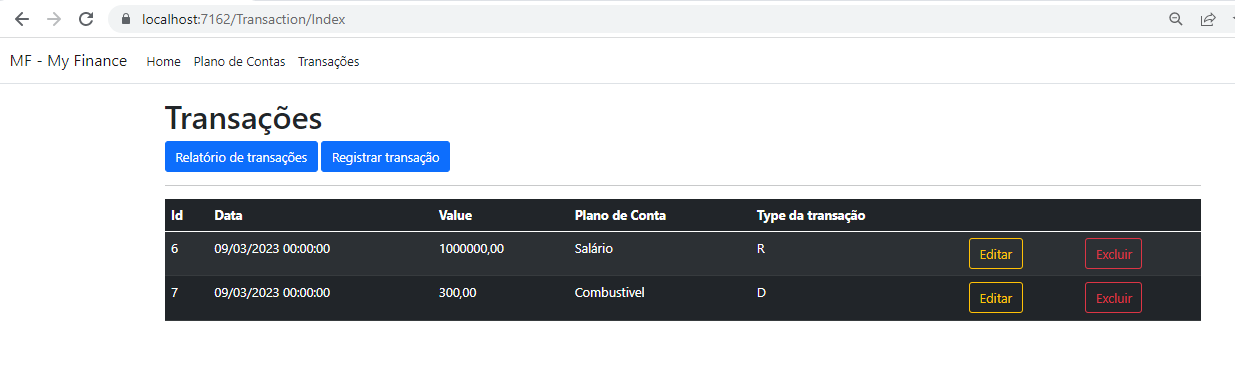 localhost:7162/Transaction/Index
MF - My Finance Home Plano de Contas Transações
Transações
Relatório de transações Registrar transação
Id Data Value Plano de Conta Type da transação
6 09/03/2023 00:00:00 1000000,00 Salário R Editar Excluir
7 09/03/2023 00:00:00 300,00 Combustivel D Editar Excluir